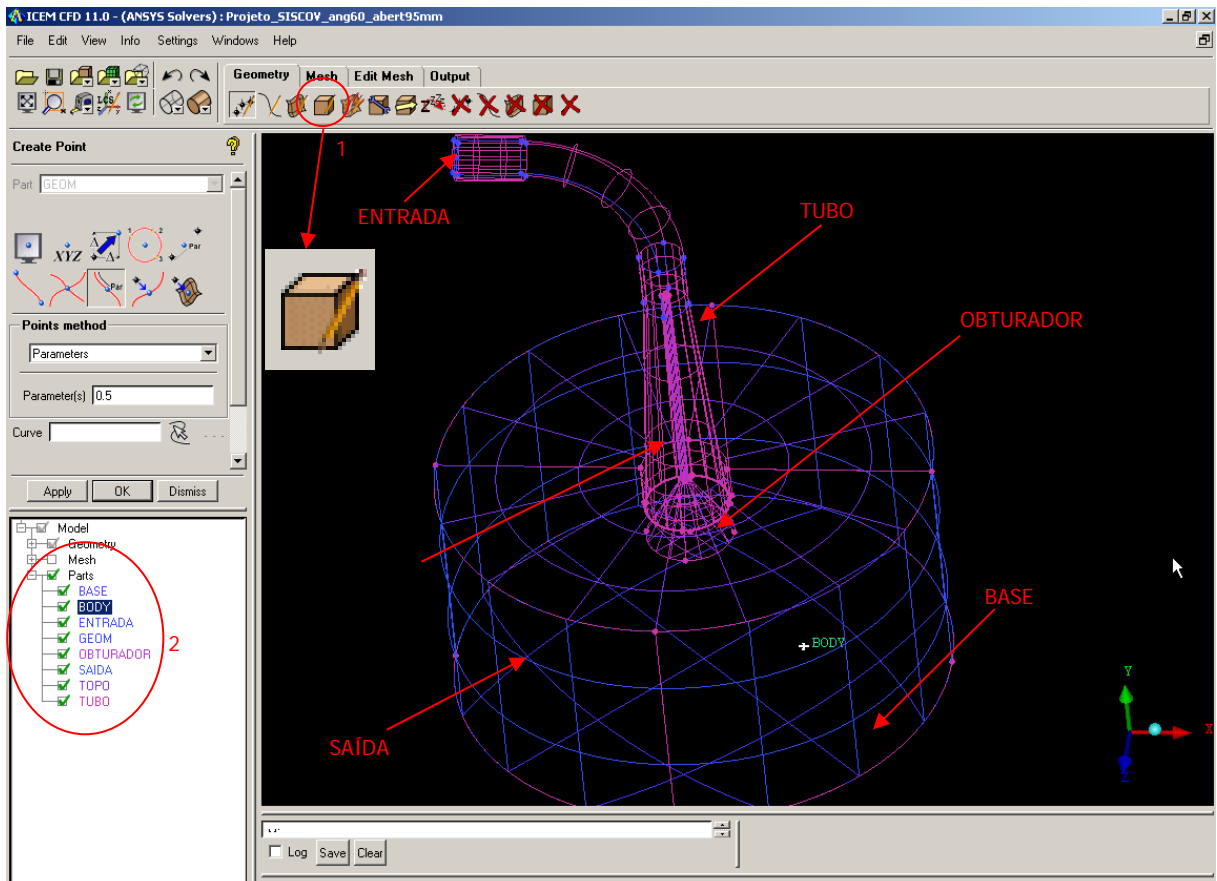 ICEM CFD 11.0 - (ANSYS Solvers) : Projeto_SISCOV_ang60_abert95mm
File Edit View Info Settings Windows Help
Geometry Mesh Edit Mesh Output
Create Point
Part GEOM
XYZ
Par
Par
Points method
Parameters
Parameter(s) 0.5
Curve
Apply OK Dismiss
Model
Geometry
Mesh
Parts
BASE
BODY
ENTRADA
GEOM
OBTURADOR
SAIDA
TOPO
TUBO
2
1
ENTRADA
TUBO
OBTURADOR
BASE
BODY
SAÍDA
Y
X
Z
Log Save Clear